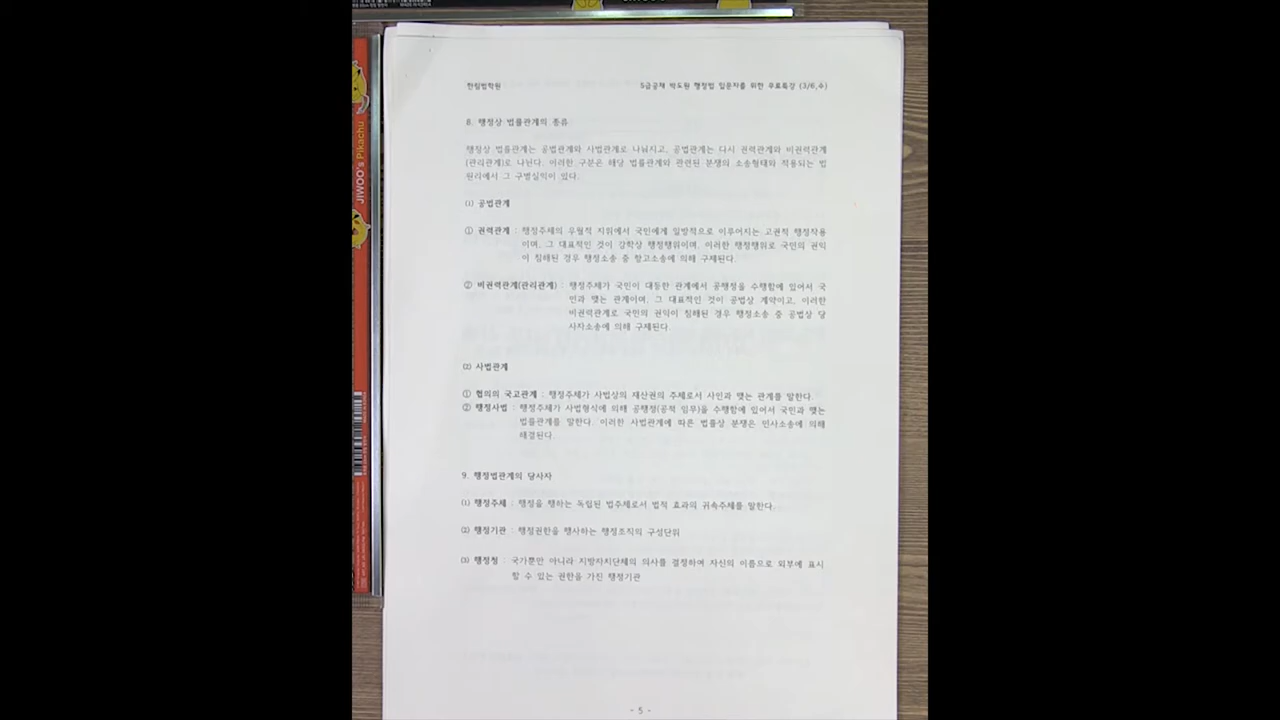 JIWOO's Pikachu
한림법학원
5급공채 박도원 행정법 입문자를 위한 무료특강 (3/6,수)
8. 행정상 법률관계의 종류
행정상 법률관계는 공법관계와 사법관계로 나눠지고, 공법관계는 다시 권력관계와 비권력관계
(관리관계)로 나뉜다. 이러한 구분은 해당 법률관계와 관련된 분쟁의 소송형태와 적용되는 법
원리에서 그 구별실익이 있다.
(1) 공법관계
① 권력관계 : 행정주체의 우월적 지위에서 국민에게 일방적으로 이루어지는 고권적 행정작용
이며, 그 대표적인 것이 강학상 행정행위이며, 이러한 행정행위로 국민의 권익
이 침해된 경우 행정소송 중 항고소송에 의해 구제된다.
② 비권력관계(관리관계) : 행정주체가 국민이 대등한 관계에서 공행정을 수행함에 있어서 국
민과 맺는 관계이며, 그 대표적인 것이 공법상 계약이고, 이러한
비권력관계로 국민의 권익이 침해된 경우 행정소송 중 공법상 당
사자소송에 의해 구제된다.
(2) 사법관계
① 협의의 국고관계 : 행정주체가 사법상의 재산권의 주체로서 사인과 맺는 관계를 말한다.
② 행정사법 : 행정주체가 사법형식에 의해 공행정(공적 임무)을 수행함에 있어서 국민과 맺는
법률관계를 말한다. 이러한 사법관계에 따른 법률상 분쟁은 민사소송에 의해
해결된다.
9. 행정법관계의 당사자
(1) 행정주체 : 행정을 행하는 독립된 법주체로서 법적 효과의 귀속주체를 말한다.
(2) 행정기관 : 행정권한을 행사하는 행정조직의 구성단위
(3) 행정청 : 국가뿐만 아니라 지방자치단체의 의사를 결정하여 자신의 이름으로 외부에 표시
할 수 있는 권한을 가진 행정기관
- 5 -